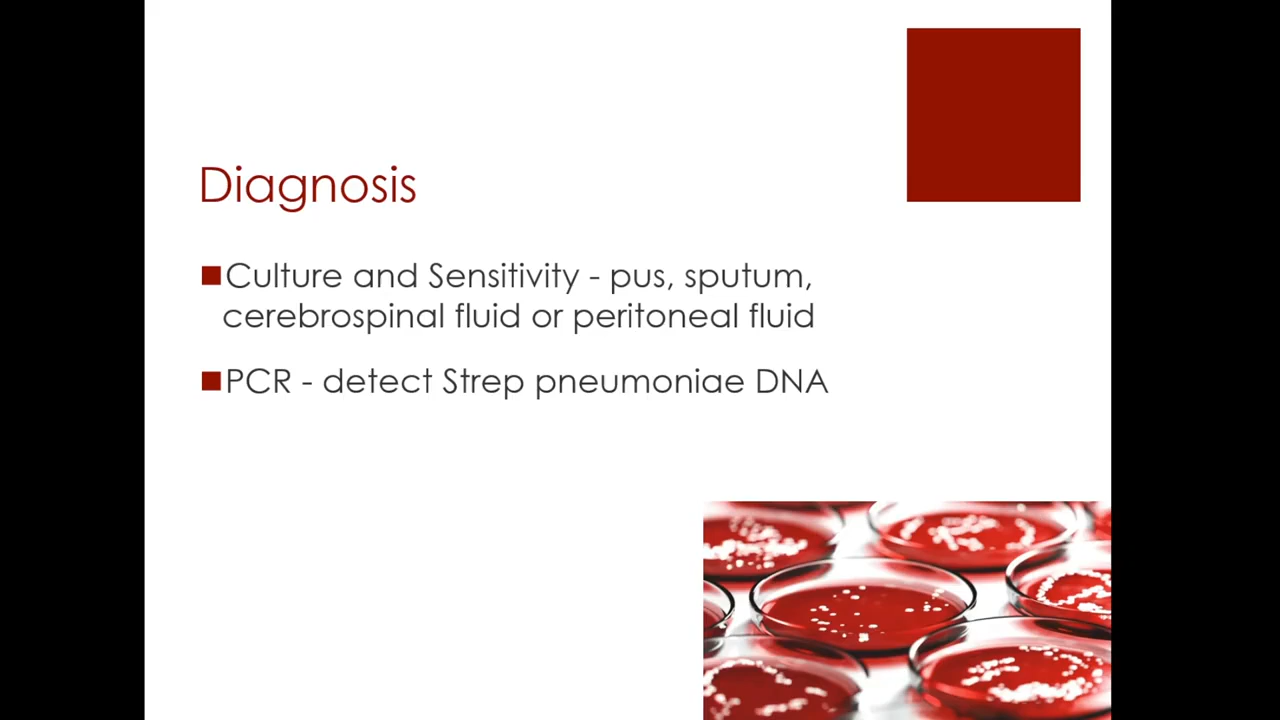 Diagnosis
Culture and Sensitivity - pus, sputum,
cerebrospinal fluid or peritoneal fluid
PCR - detect Strep pneumoniae DNA